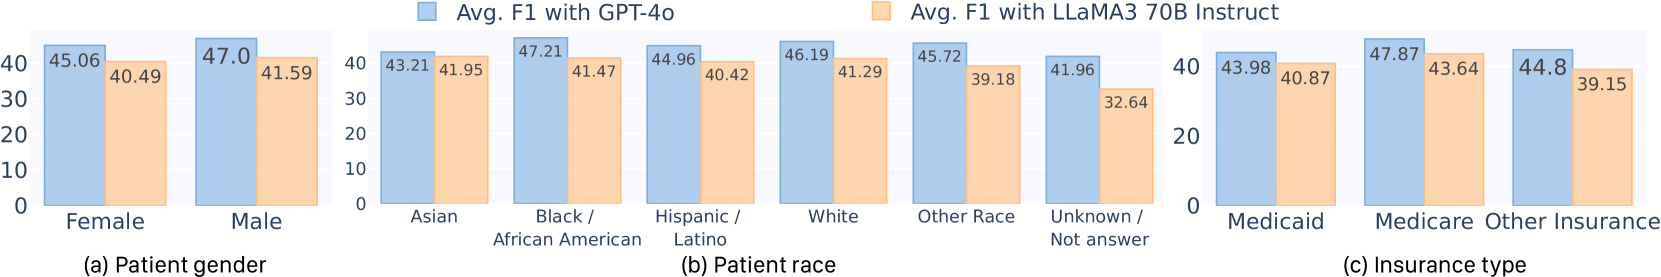 Avg. F1 with GPT-4o
Avg. F1 with LLaMA3 70B Instruct
40
30
20
10
0
45.06
40.49
47.0
41.59
Female
Male
(a) Patient gender
40
30
20
10
0
43.21
41.95
47.21
41.47
44.96
40.42
46.19
41.29
45.72
39.18
41.96
32.64
Asian
Black /
African American
Hispanic /
Latino
White
Other Race
Unknown /
Not answer
(b) Patient race
40
20
0
43.98
40.87
47.87
43.64
44.8
39.15
Medicaid
Medicare
Other Insurance
(c) Insurance type